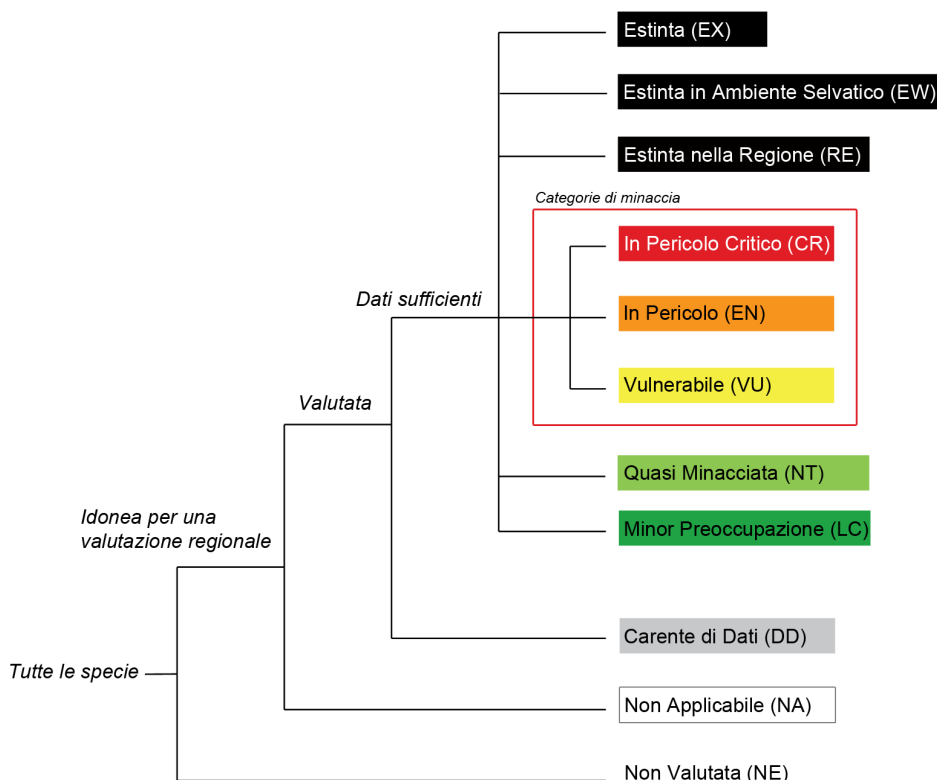 Estinta (EX)
Estinta in Ambiente Selvatico (EW)
Estinta nella Regione (RE)
Categorie di minaccia
In Pericolo Critico (CR)
Dati sufficienti
In Pericolo (EN)
Vulnerabile (VU)
Valutata
Quasi Minacciata (NT)
Idonea per una
valutazione regionale
Minor Preoccupazione (LC)
Carente di Dati (DD)
Tutte le specie
Non Applicabile (NA)
Non Valutata (NE)